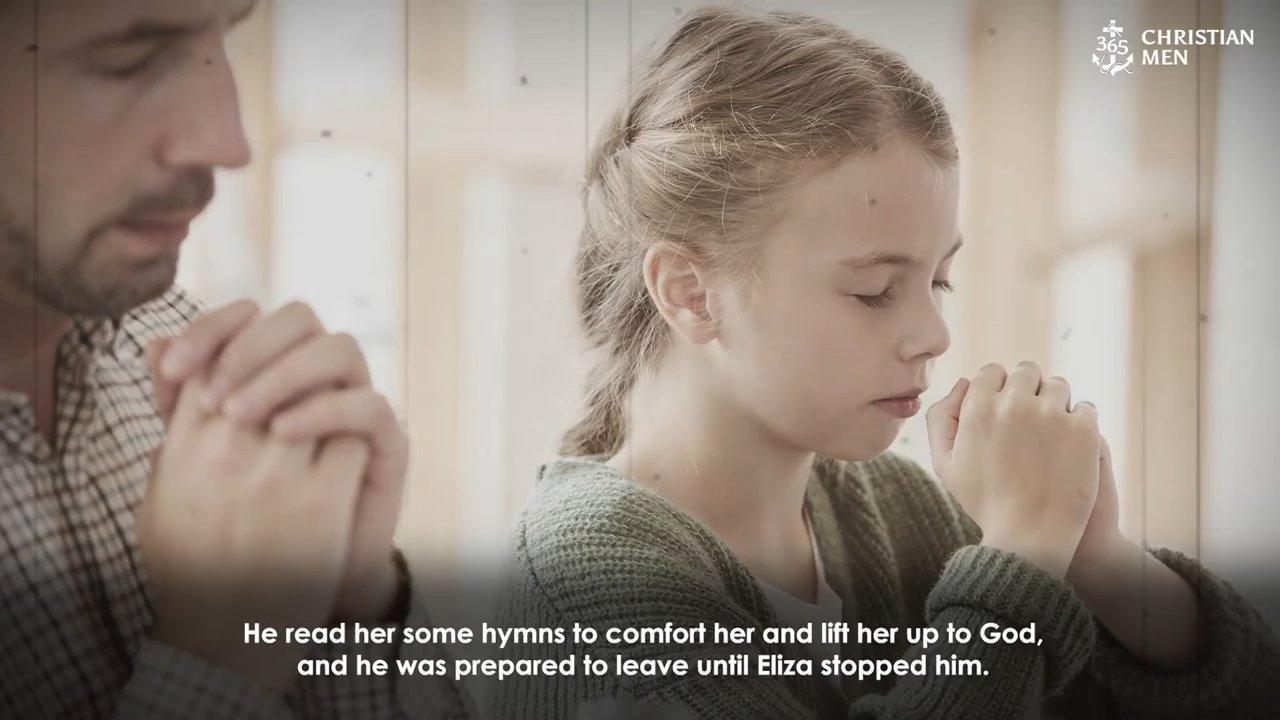 365
CHRISTIAN
MEN
He read her some hymns to comfort her and lift her up to God,
and he was prepared to leave until Eliza stopped him.